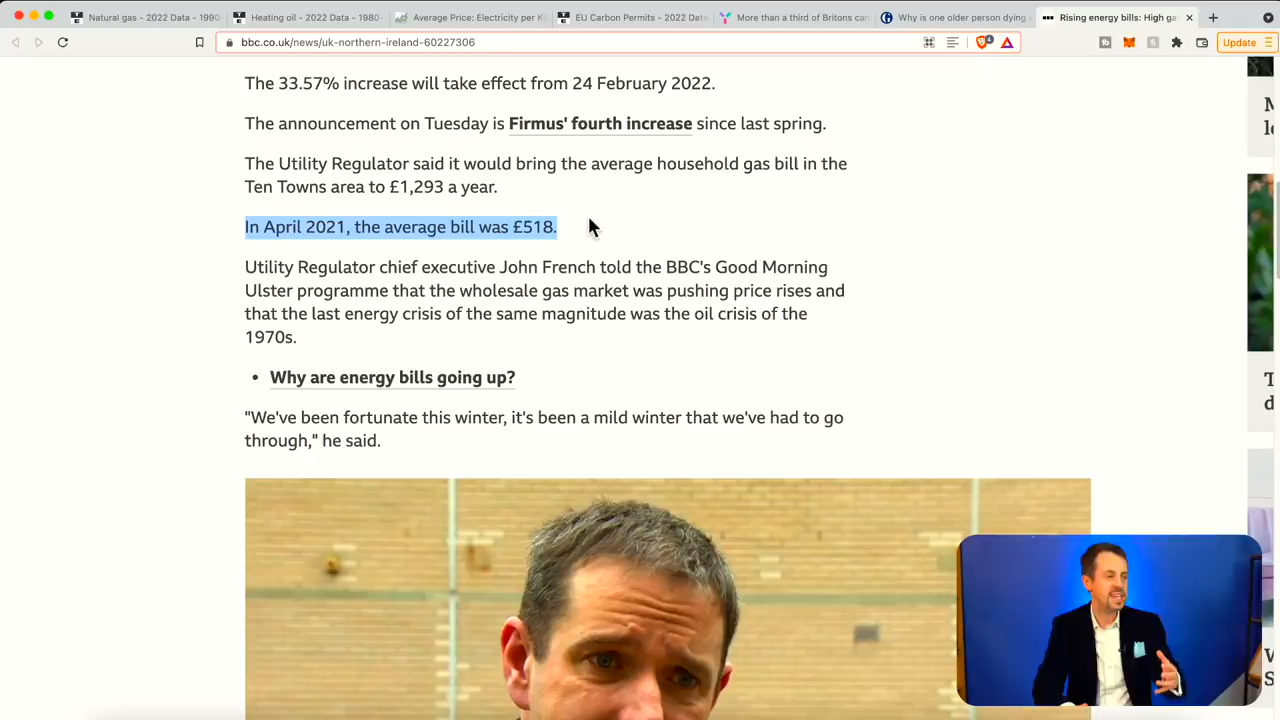 Natural gas - 2022 Data - 1990
Heating oil - 2022 Data - 1980-
Average Price: Electricity per Ki
EU Carbon Permits - 2022 Data
More than a third of Britons can
Why is one older person dying
Rising energy bills: High ga
bbc.co.uk/news/uk-northern-ireland-60227306
4
Update
The 33.57% increase will take effect from 24 February 2022.
The announcement on Tuesday is Firmus' fourth increase since last spring.
The Utility Regulator said it would bring the average household gas bill in the
Ten Towns area to £1,293 a year.
In April 2021, the average bill was £518.
Utility Regulator chief executive John French told the BBC's Good Morning
Ulster programme that the wholesale gas market was pushing price rises and
that the last energy crisis of the same magnitude was the oil crisis of the
1970s.
• Why are energy bills going up?
"We've been fortunate this winter, it's been a mild winter that we've had to go
through," he said.